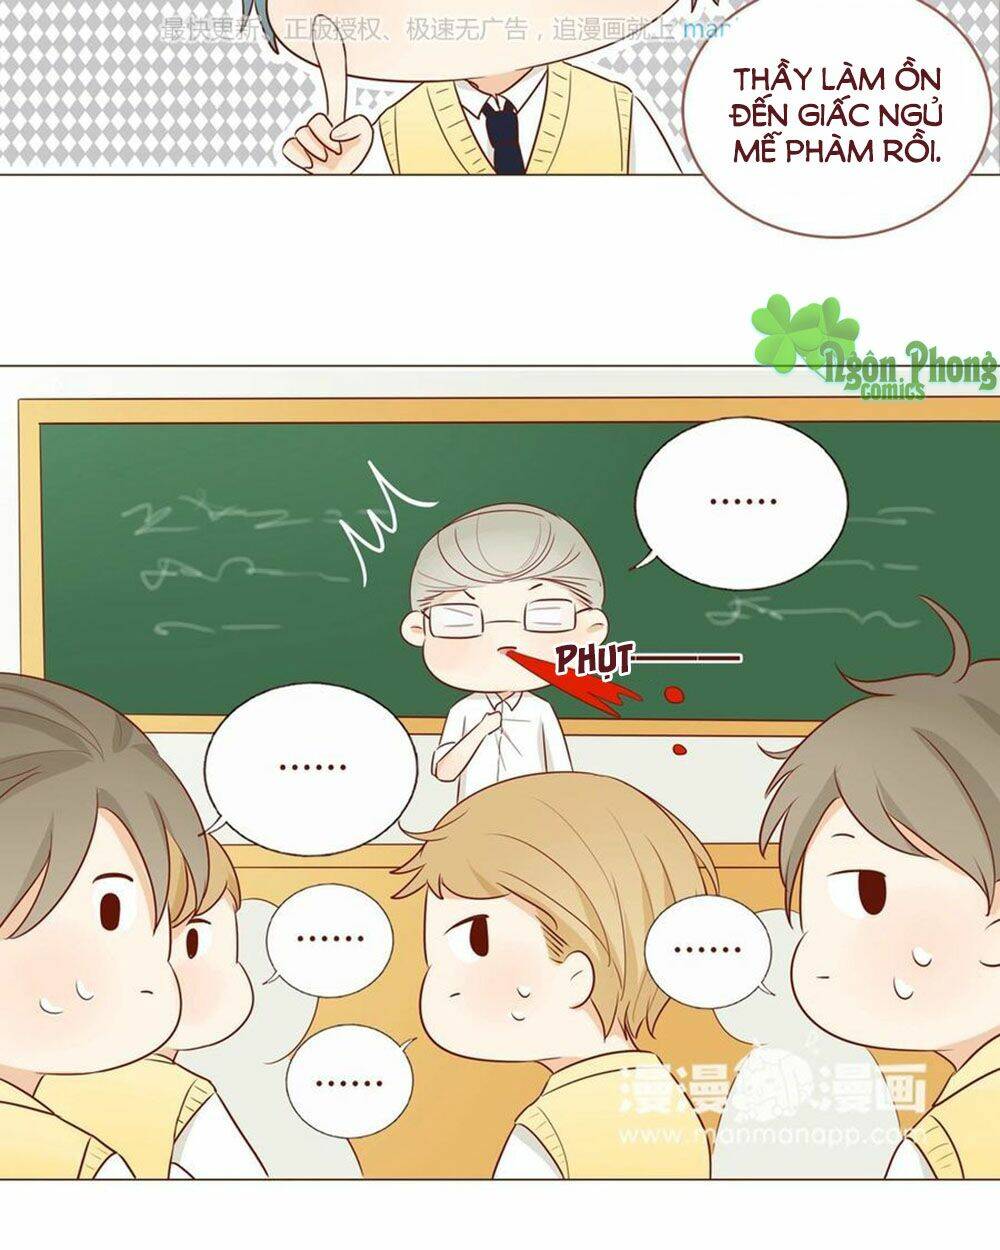 最快更新、正版授权、极速无广告，追漫画就上 man
THẦY LÀM ỒN
ĐẾN GIẤC NGỦ
MỄ PHÀM RỒI.
Ngôn Phong
comics
......
PHỤT———
......
......
......
......
漫漫漫画
www.manmanapp.com